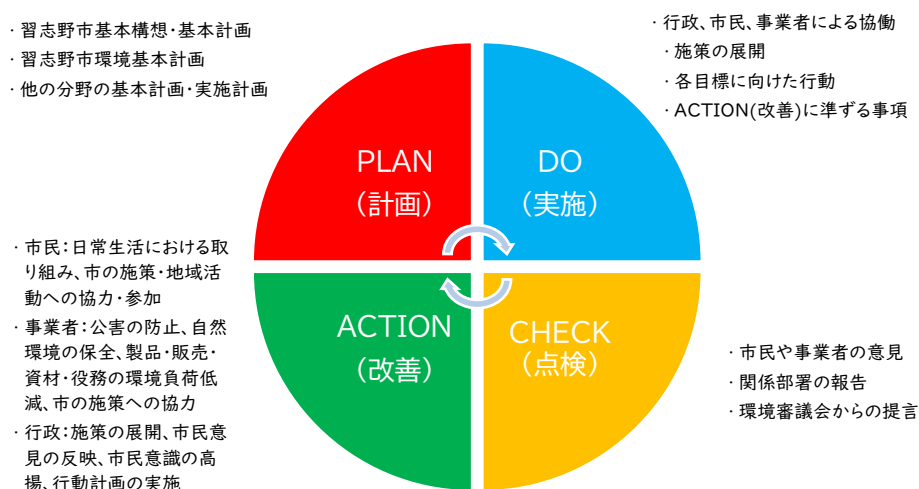 ・習志野市基本構想・基本計画
・習志野市環境基本計画
・他の分野の基本計画・実施計画
・行政、市民、事業者による協働
・施策の展開
・各目標に向けた行動
・ACTION(改善)に準ずる事項
PLAN
(計画)
DO
(実施)
・市民:日常生活における取
り組み、市の施策・地域活
動への協力・参加
・事業者:公害の防止、自然
環境の保全、製品・販売・
資材・役務の環境負荷低
減、市の施策への協力
・行政:施策の展開、市民意
見の反映、市民意識の高
揚、行動計画の実施
ACTION
(改善)
CHECK
(点検)
・市民や事業者の意見
・関係部署の報告
・環境審議会からの提言